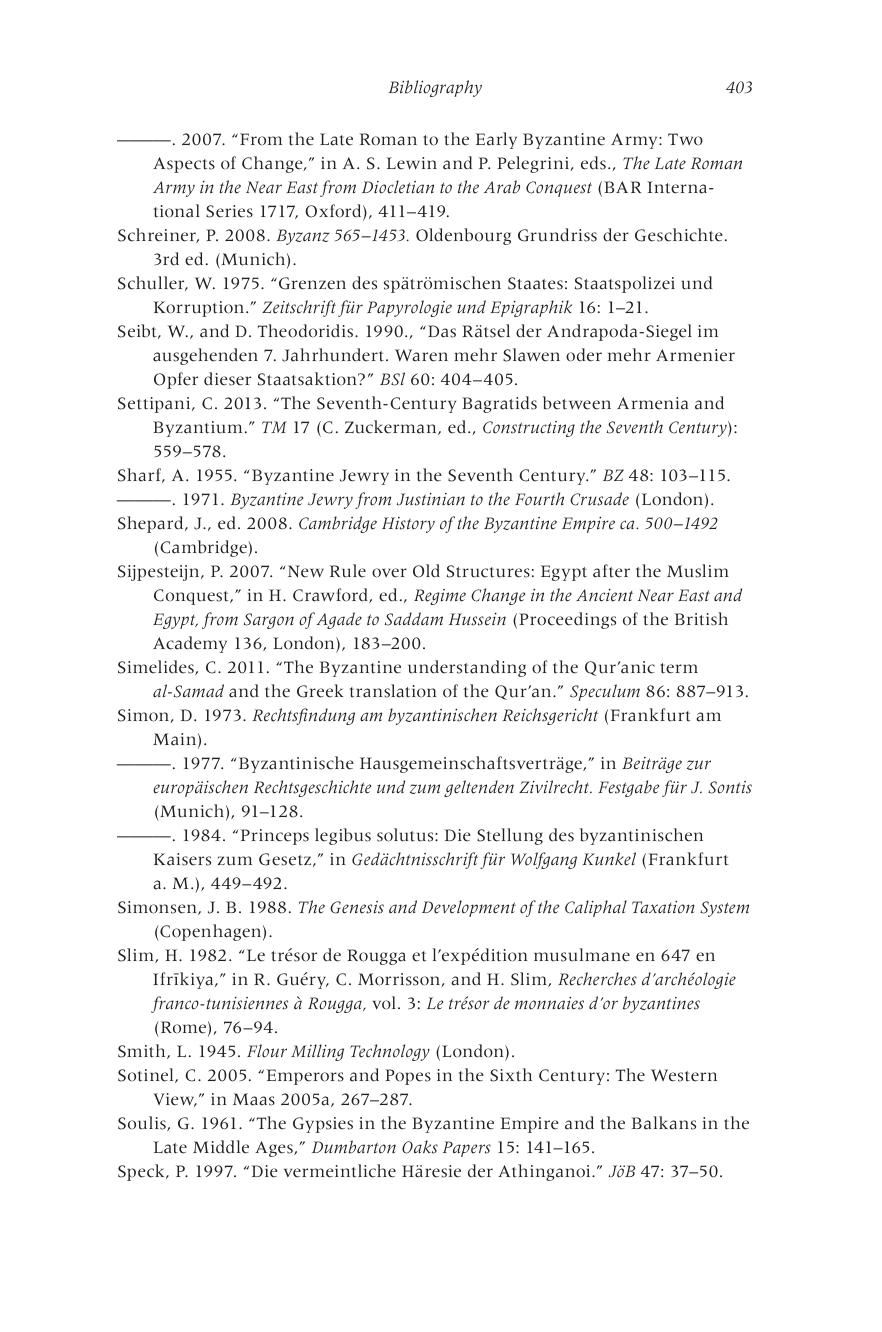 Bibliography 403
———. 2007. “From the Late Roman to the Early Byzantine Army: Two
Aspects of Change,” in A. S. Lewin and P. Pelegrini, eds., The Late Roman
Army in the Near East from Diocletian to the Arab Conquest (BAR Interna-
tional Series 1717, Oxford), 411–419.
Schreiner, P. 2008. Byzanz 565–1453. Oldenbourg Grundriss der Geschichte.
3rd ed. (Munich).
Schuller, W. 1975. “Grenzen des spätrömischen Staates: Staatspolizei und
Korruption.” Zeitschrift für Papyrologie und Epigraphik 16: 1–21.
Seibt, W., and D. Theodoridis. 1990., “Das Rätsel der Andrapoda-Siegel im
ausgehenden 7. Jahrhundert. Waren mehr Slawen oder mehr Armenier
Opfer dieser Staatsaktion?” BSl 60: 404–405.
Settipani, C. 2013. “The Seventh-Century Bagratids between Armenia and
Byzantium.” TM 17 (C. Zuckerman, ed., Constructing the Seventh Century):
559–578.
Sharf, A. 1955. “Byzantine Jewry in the Seventh Century.” BZ 48: 103–115.
———. 1971. Byzantine Jewry from Justinian to the Fourth Crusade (London).
Shepard, J., ed. 2008. Cambridge History of the Byzantine Empire ca. 500–1492
(Cambridge).
Sijpesteijn, P. 2007. “New Rule over Old Structures: Egypt after the Muslim
Conquest,” in H. Crawford, ed., Regime Change in the Ancient Near East and
Egypt, from Sargon of Agade to Saddam Hussein (Proceedings of the British
Academy 136, London), 183–200.
Simelides, C. 2011. “The Byzantine understanding of the Qur’anic term
al-Samad and the Greek translation of the Qur’an.” Speculum 86: 887–913.
Simon, D. 1973. Rechtsfindung am byzantinischen Reichsgericht (Frankfurt am
Main).
———. 1977. “Byzantinische Hausgemeinschaftsverträge,” in Beiträge zur
europäischen Rechtsgeschichte und zum geltenden Zivilrecht. Festgabe für J. Sontis
(Munich), 91–128.
———. 1984. “Princeps legibus solutus: Die Stellung des byzantinischen
Kaisers zum Gesetz,” in Gedächtnisschrift für Wolfgang Kunkel (Frankfurt
a. M.), 449–492.
Simonsen, J. B. 1988. The Genesis and Development of the Caliphal Taxation System
(Copenhagen).
Slim, H. 1982. “Le trésor de Rougga et l’expédition musulmane en 647 en
Ifrīkiya,” in R. Guéry, C. Morrisson, and H. Slim, Recherches d’archéologie
franco-tunisiennes à Rougga, vol. 3: Le trésor de monnaies d’or byzantines
(Rome), 76–94.
Smith, L. 1945. Flour Milling Technology (London).
Sotinel, C. 2005. “Emperors and Popes in the Sixth Century: The Western
View,” in Maas 2005a, 267–287.
Soulis, G. 1961. “The Gypsies in the Byzantine Empire and the Balkans in the
Late Middle Ages,” Dumbarton Oaks Papers 15: 141–165.
Speck, P. 1997. “Die vermeintliche Häresie der Athinganoi.” JöB 47: 37–50.